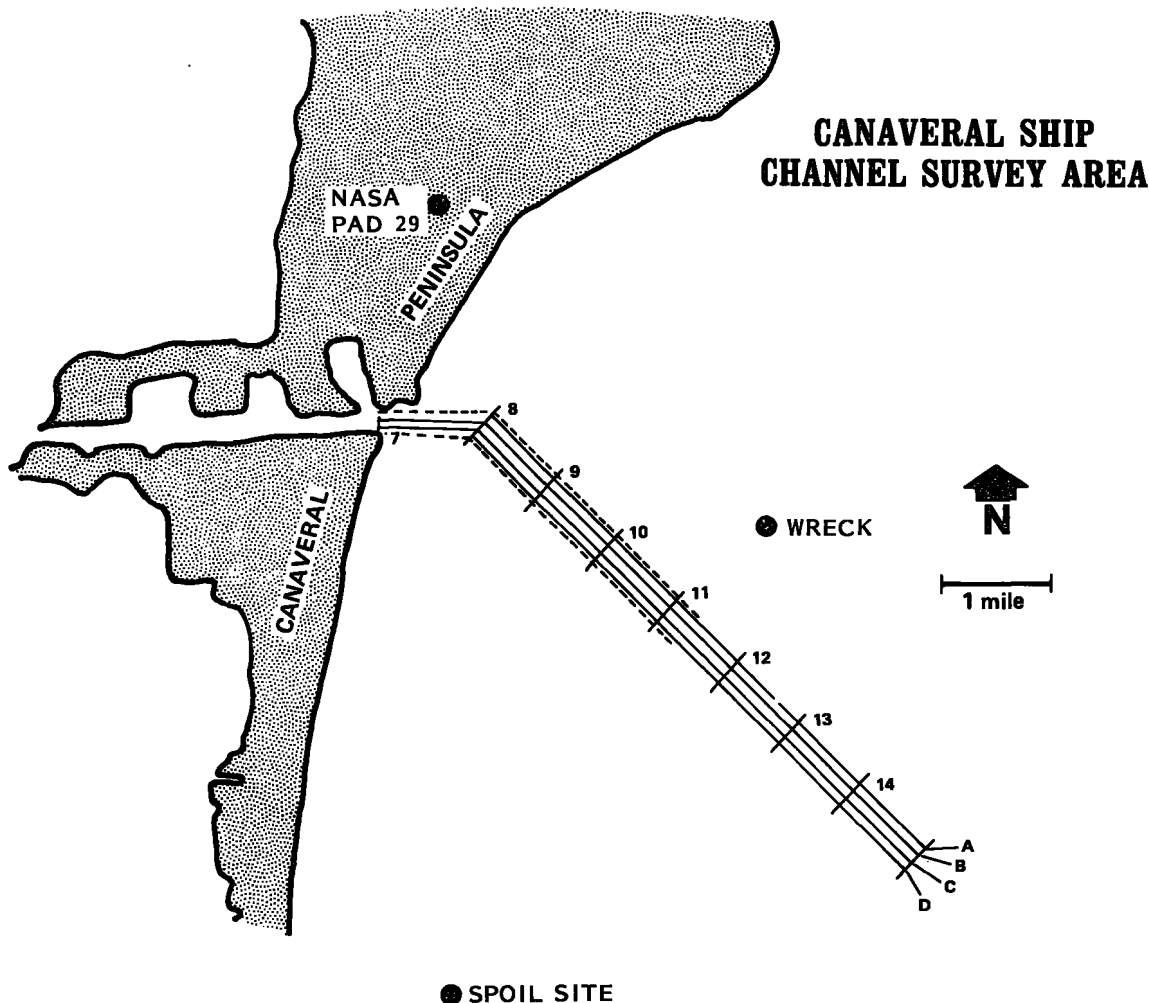 CANAVERAL SHIP
CHANNEL SURVEY AREA
NASA
PAD 29
PENINSULA
8
7
9
CANAVERAL
10
WRECK
N
1 mile
11
12
13
14
A
B
C
D
SPOIL SITE